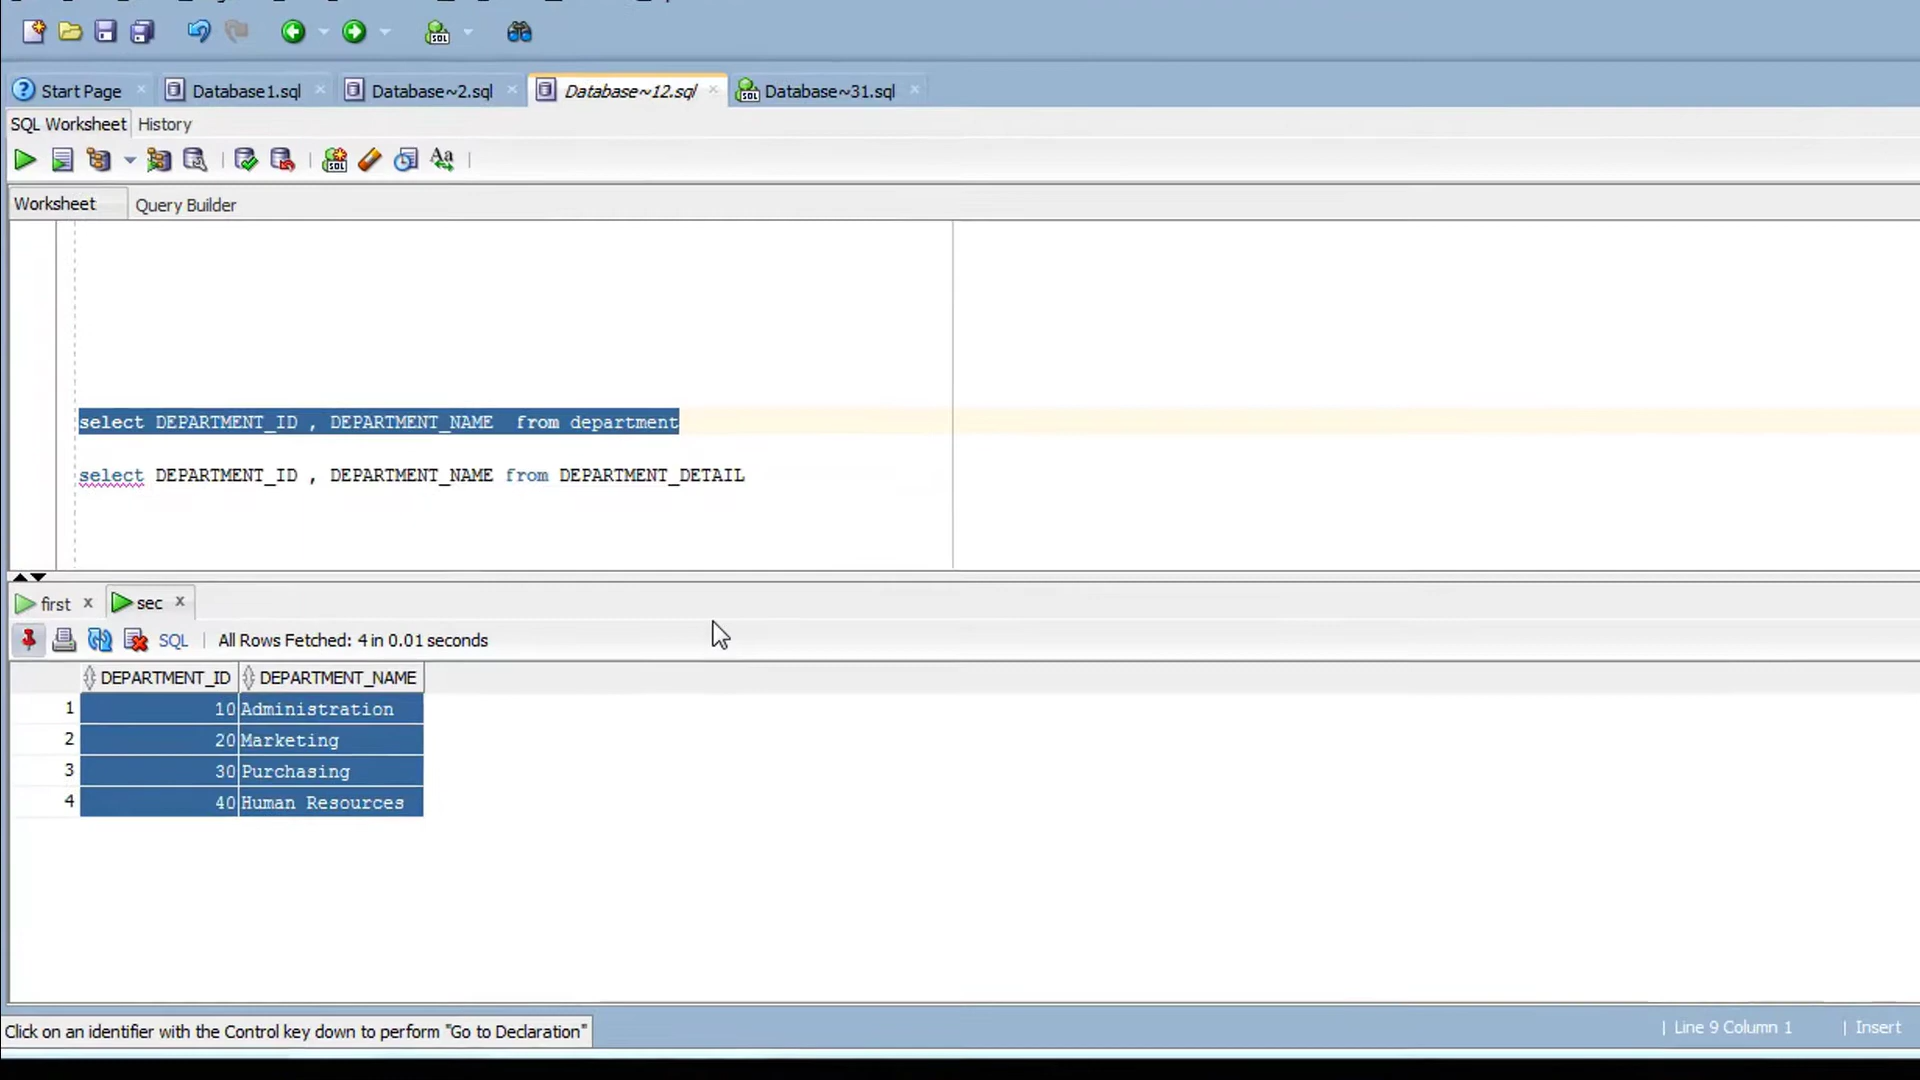 Start Page
Database1.sql
Database~2.sql
Database~12.sql
Database~31.sql
SQL Worksheet
History
Worksheet
Query Builder
select DEPARTMENT_ID , DEPARTMENT_NAME  from department
select DEPARTMENT_ID , DEPARTMENT_NAME from DEPARTMENT_DETAIL
first
sec
SQL
All Rows Fetched: 4 in 0.01 seconds
DEPARTMENT_ID DEPARTMENT_NAME
1 10 Administration
2 20 Marketing
3 30 Purchasing
4 40 Human Resources
Click on an identifier with the Control key down to perform "Go to Declaration"
Line 9 Column 1
Insert